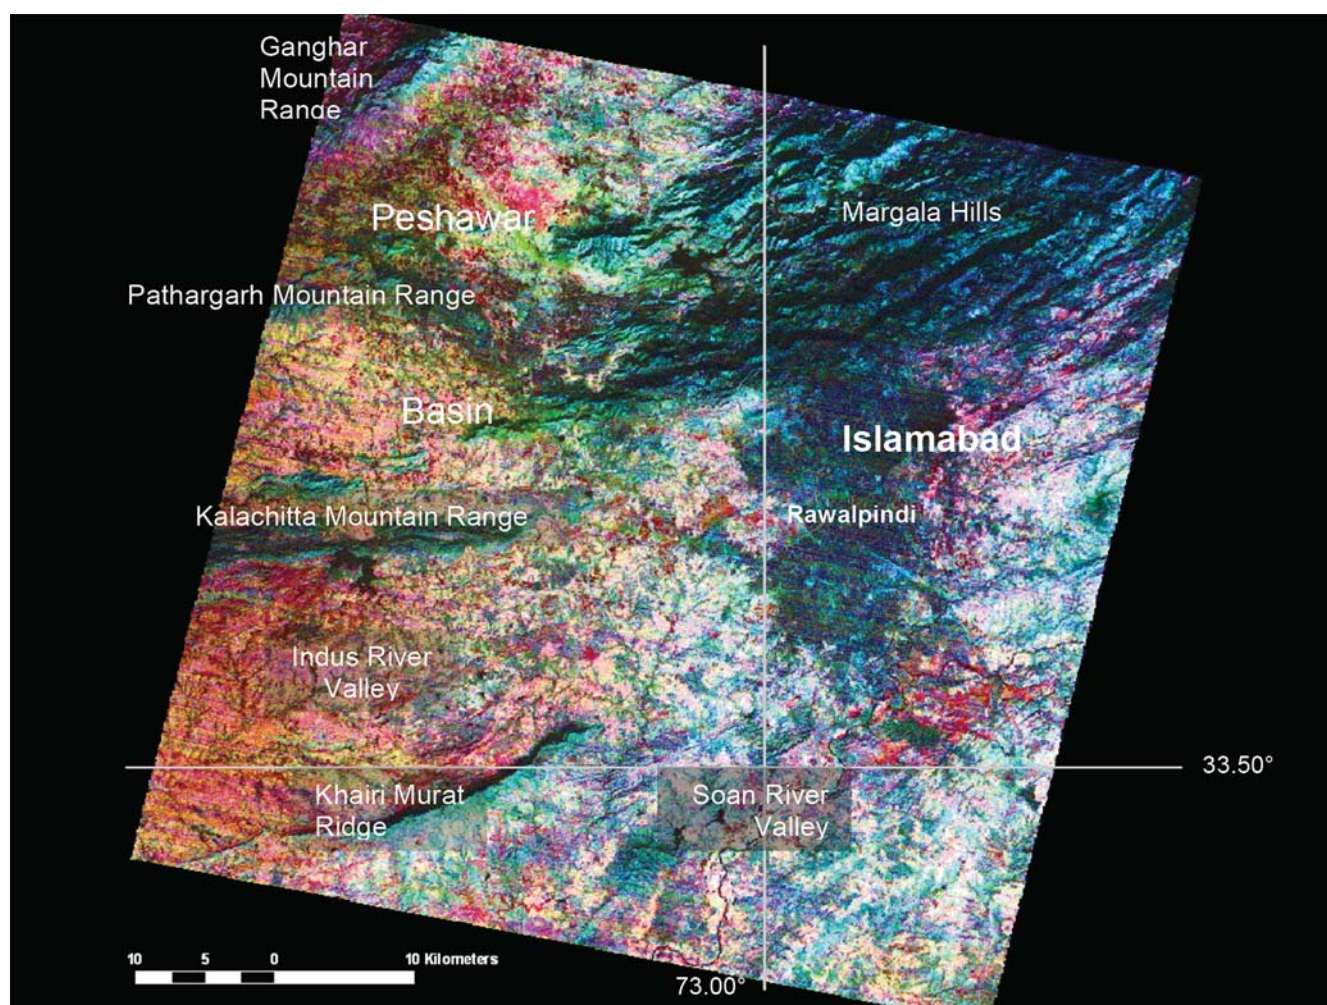 Ganghar
Mountain
Range
Margala Hills
Peshawar
Pathargarh Mountain Range
Basin
Islamabad
Kalachitta Mountain Range
Rawalpindi
Indus River
Valley
33.50°
Khairi Murat
Ridge
Soan River
Valley
10 5 0 10 Kilometers
73.00°